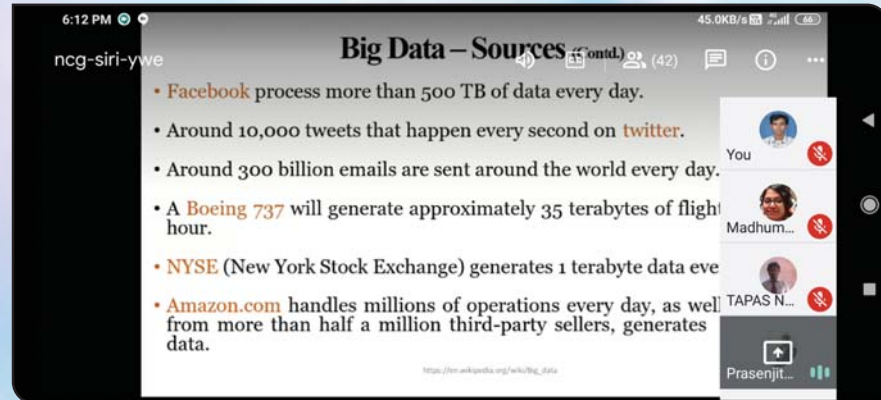 6:12 PM
45.0KB/s 4G 66
ncg-siri-ywe
Big Data – Sources (Contd.)
(42)
• Facebook process more than 500 TB of data every day.
• Around 10,000 tweets that happen every second on twitter.
• Around 300 billion emails are sent around the world every day.
• A Boeing 737 will generate approximately 35 terabytes of flight
hour.
• NYSE (New York Stock Exchange) generates 1 terabyte data eve
• Amazon.com handles millions of operations every day, as well
from more than half a million third-party sellers, generates
data.
https://en.wikipedia.org/wiki/Big_data
You
Madhum...
TAPAS N...
Prasenjit...